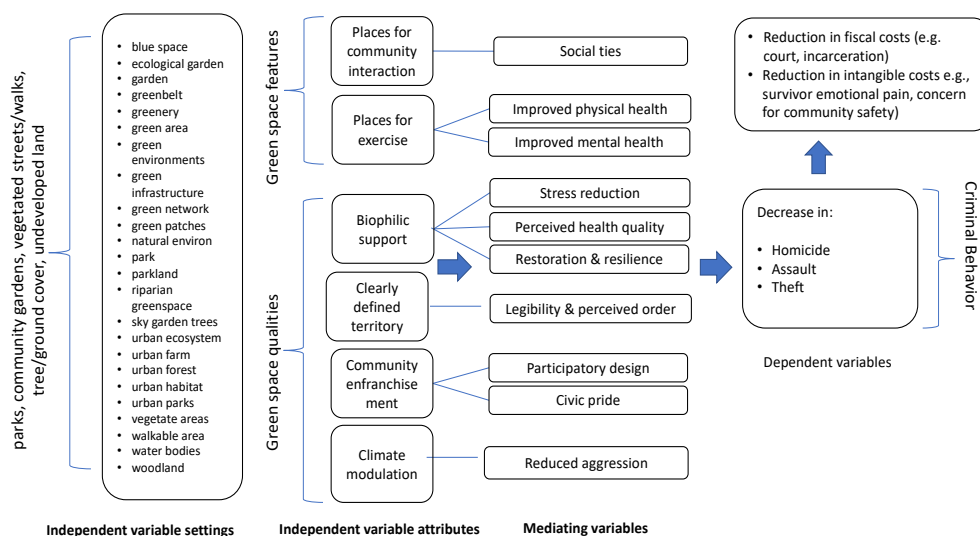 parks, community gardens, vegetated streets/walks,
tree/ground cover, undeveloped land
• blue space
• ecological garden
• garden
• greenbelt
• greenery
• green area
• green
environments
• green
infrastructure
• green network
• green patches
• natural environ
• park
• parkland
• riparian
greenspace
• sky garden trees
• urban ecosystem
• urban farm
• urban forest
• urban habitat
• urban parks
• vegetate areas
• walkable area
• water bodies
• woodland
Independent variable settings
Green space features
Places for
community
interaction
Places for
exercise
Green space qualities
Biophilic
support
Clearly
defined
territory
Community
enfranchise
ment
Climate
modulation
Independent variable attributes
Social ties
Improved physical health
Improved mental health
Stress reduction
Perceived health quality
Restoration & resilience
Legibility & perceived order
Participatory design
Civic pride
Reduced aggression
Mediating variables
• Reduction in fiscal costs (e.g.
court, incarceration)
• Reduction in intangible costs e.g.,
survivor emotional pain, concern
for community safety)
Decrease in:
• Homicide
• Assault
• Theft
Dependent variables
Criminal Behavior